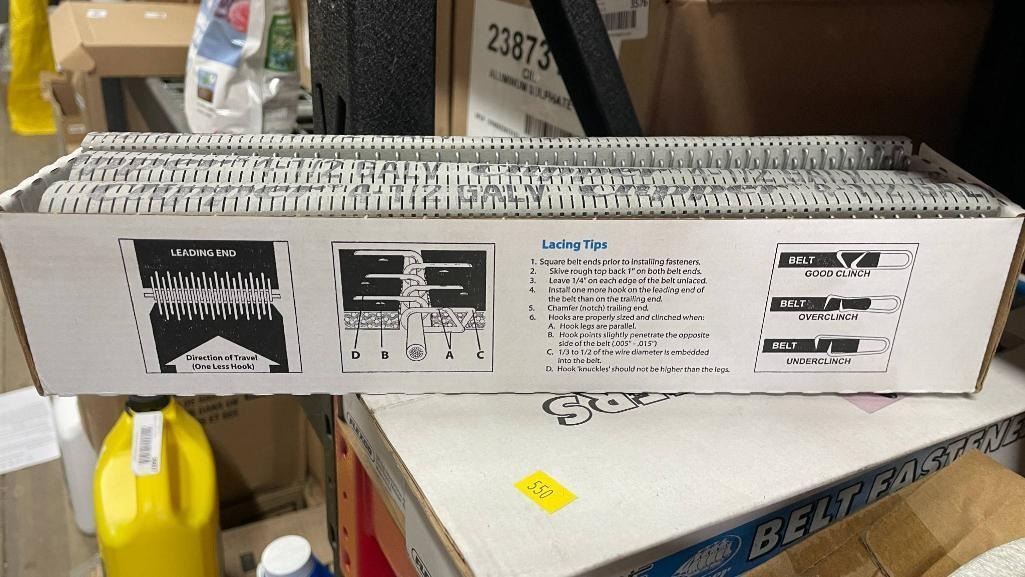 3576
23873
ALUMINUM SULPHATE
4-1/2 GALV Clipper
4-1/2 GALV Clipper
LEADING END
Direction of Travel
(One Less Hook)
D B A C
Lacing Tips
1. Square belt ends prior to installing fasteners.
2. Skive rough top back 1" on both belt ends.
3. Leave 1/4" on each edge of the belt unlaced.
4. Install one more hook on the leading end of
the belt than on the trailing end.
5. Chamfer (notch) trailing end.
6. Hooks are properly sized and clinched when:
A. Hook legs are parallel.
B. Hook points slightly penetrate the opposite
side of the belt (.005" - .015")
C. 1/3 to 1/2 of the wire diameter is embedded
into the belt.
D. Hook 'knuckles' should not be higher than the legs.
BELT
GOOD CLINCH
BELT
OVERCLINCH
BELT
UNDERCLINCH
550
BELT FASTENE